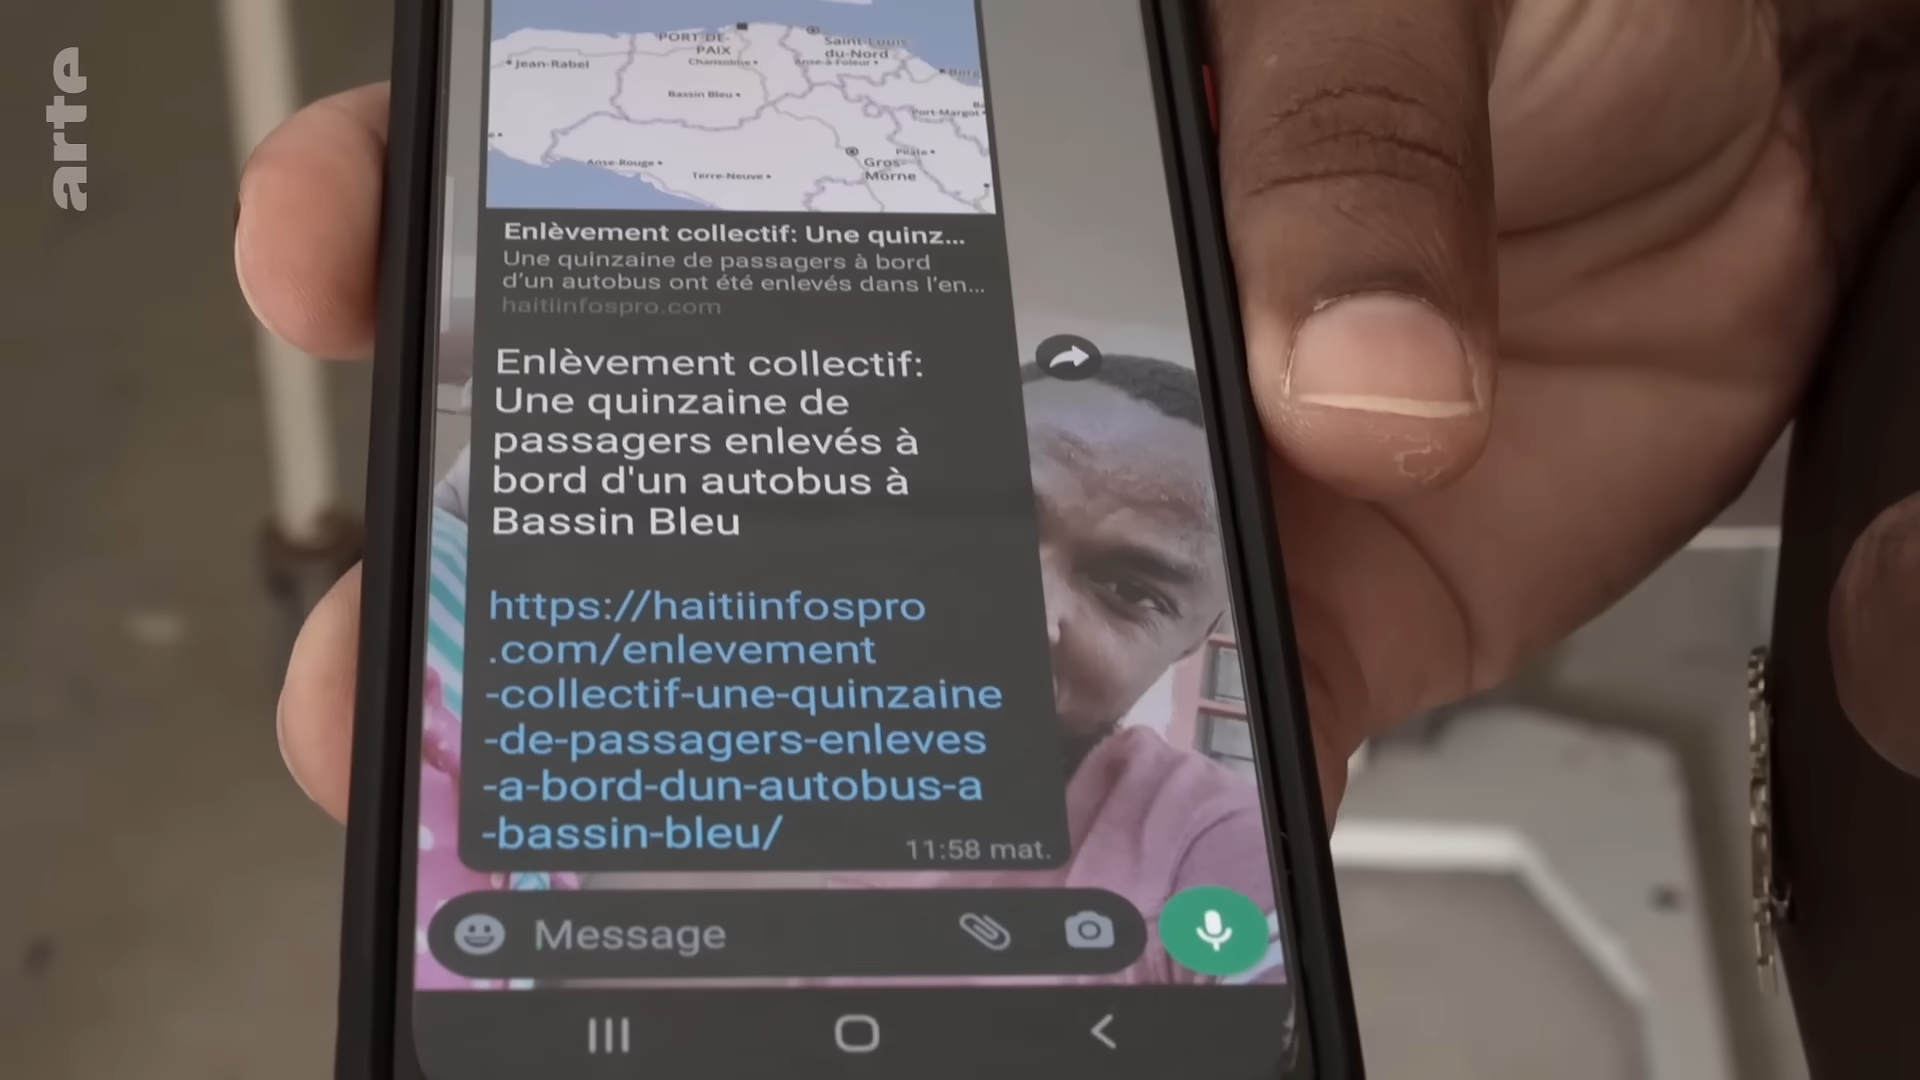 arte
PORT-DE-
PAIX
Saint-Louis
du-Nord
Jean-Rabel
Chansolme
Anse-à-Foleur
Borg
Bassin Bleu
Port-Margot
Anse-Rouge
Pilate
Gros-
Morne
Terre-Neuve
Enlèvement collectif: Une quinz...
Une quinzaine de passagers à bord
d'un autobus ont été enlevés dans l'en...
haitiinfospro.com
Enlèvement collectif:
Une quinzaine de
passagers enlevés à
bord d'un autobus à
Bassin Bleu
https://haitiinfospro
.com/enlevement
-collectif-une-quinzaine
-de-passagers-enleves
-a-bord-dun-autobus-a
-bassin-bleu/
11:58 mat.
Message